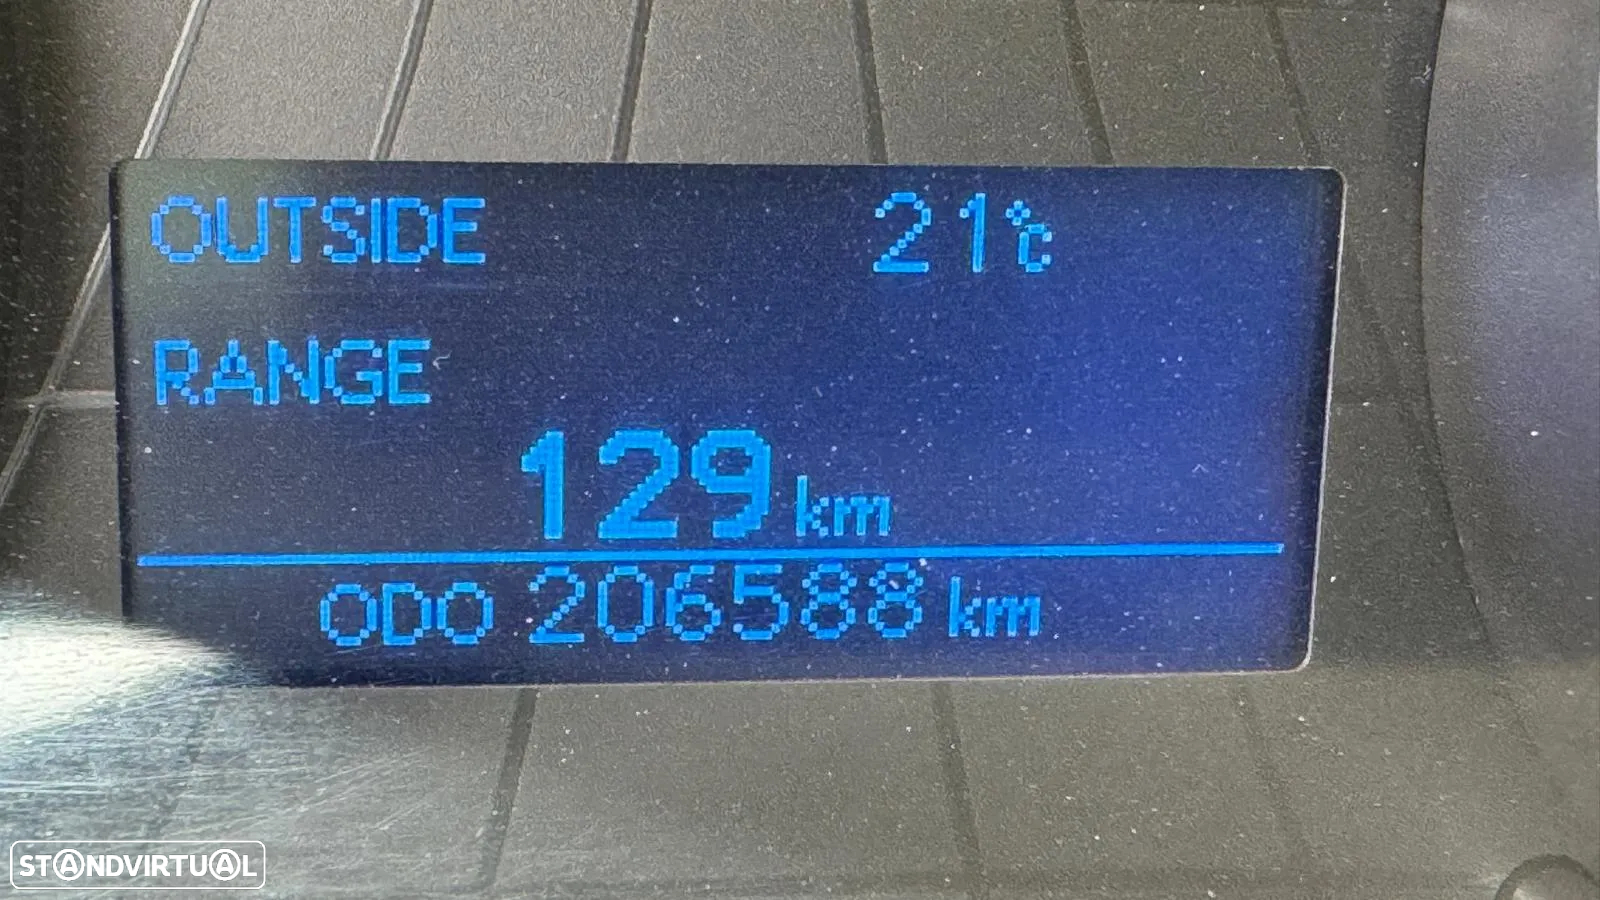 OUTSIDE 21°C
RANGE
129 km
ODO 206588 km
STANDVIRTUAL